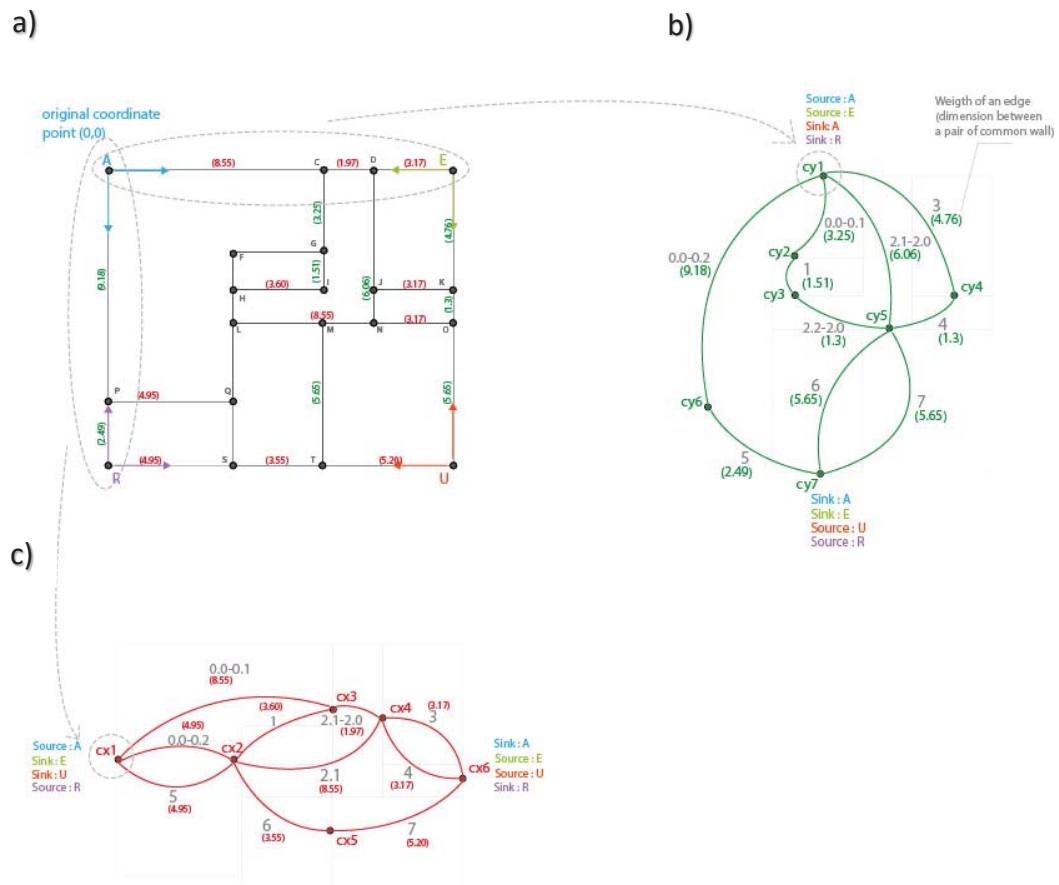 a)
original coordinate
point (0,0)
A
(8.55)
C
(1.97)
D
(3.17)
E
(3.25)
(4.76)
(9.18)
F
G
(1.51)
(6.06)
H
(3.60)
I
J
(3.17)
K
(1.3)
L
(8.55)
M
N
(3.17)
O
P
(4.95)
Q
(5.65)
(5.65)
(2.49)
R
(4.95)
S
(3.55)
T
(5.20)
U
b)
Source : A
Source : E
Sink: A
Sink : R
Weigth of an edge
(dimension between
a pair of common wall)
cy1
3
(4.76)
0.0-0.1
(3.25)
2.1-2.0
(6.06)
0.0-0.2
(9.18)
cy2
1
(1.51)
cy3
cy4
cy5
2.2-2.0
(1.3)
4
(1.3)
6
(5.65)
7
(5.65)
cy6
5
(2.49)
cy7
Sink : A
Sink : E
Source : U
Source : R
c)
0.0-0.1
(8.55)
(3.60)
cx3
1
2.1-2.0
(1.97)
cx4
(3.17)
3
(4.95)
0.0-0.2
Source : A
Sink : E
Sink : U
Source : R
cx1
cx2
5
(4.95)
2.1
(8.55)
4
(3.17)
cx6
Sink : A
Source : E
Source : U
Sink : R
6
(3.55)
cx5
7
(5.20)